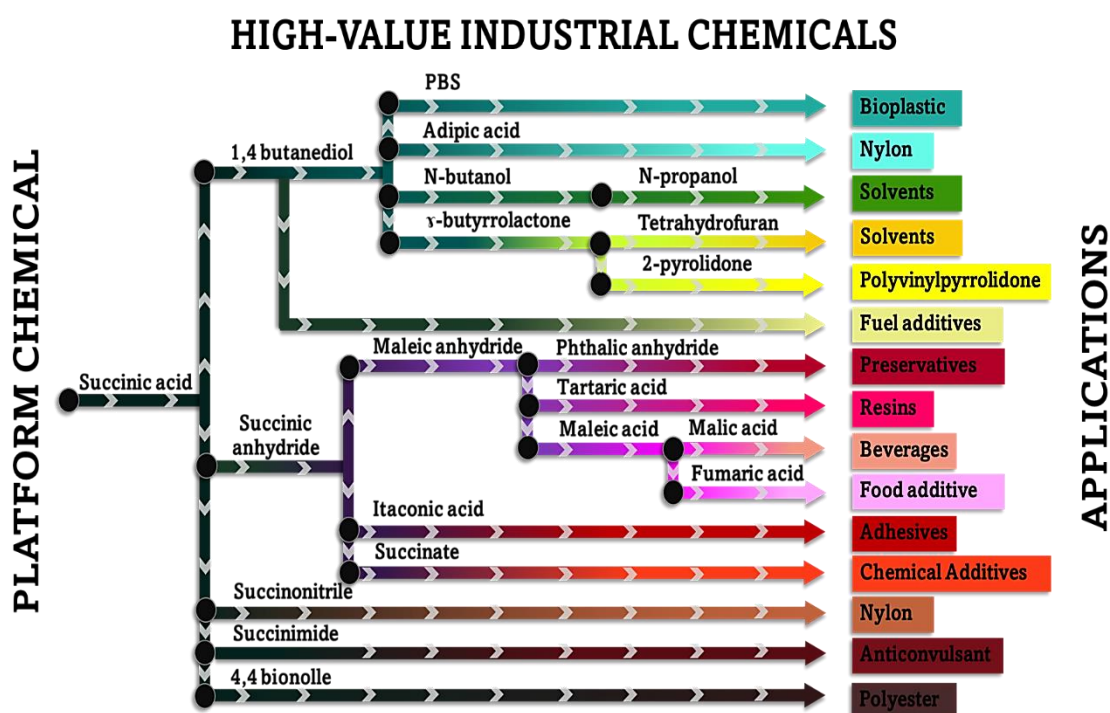 HIGH-VALUE INDUSTRIAL CHEMICALS
PLATFORM CHEMICAL
APPLICATIONS
PBS
Bioplastic
Adipic acid
Nylon
1,4 butanediol
N-butanol
N-propanol
Solvents
ɤ-butyrrolactone
Tetrahydrofuran
Solvents
2-pyrolidone
Polyvinylpyrrolidone
Fuel additives
Maleic anhydride
Phthalic anhydride
Preservatives
Succinic acid
Tartaric acid
Resins
Succinic
anhydride
Maleic acid
Malic acid
Beverages
Fumaric acid
Food additive
Itaconic acid
Adhesives
Succinate
Chemical Additives
Succinonitrile
Nylon
Succinimide
Anticonvulsant
4,4 bionolle
Polyester